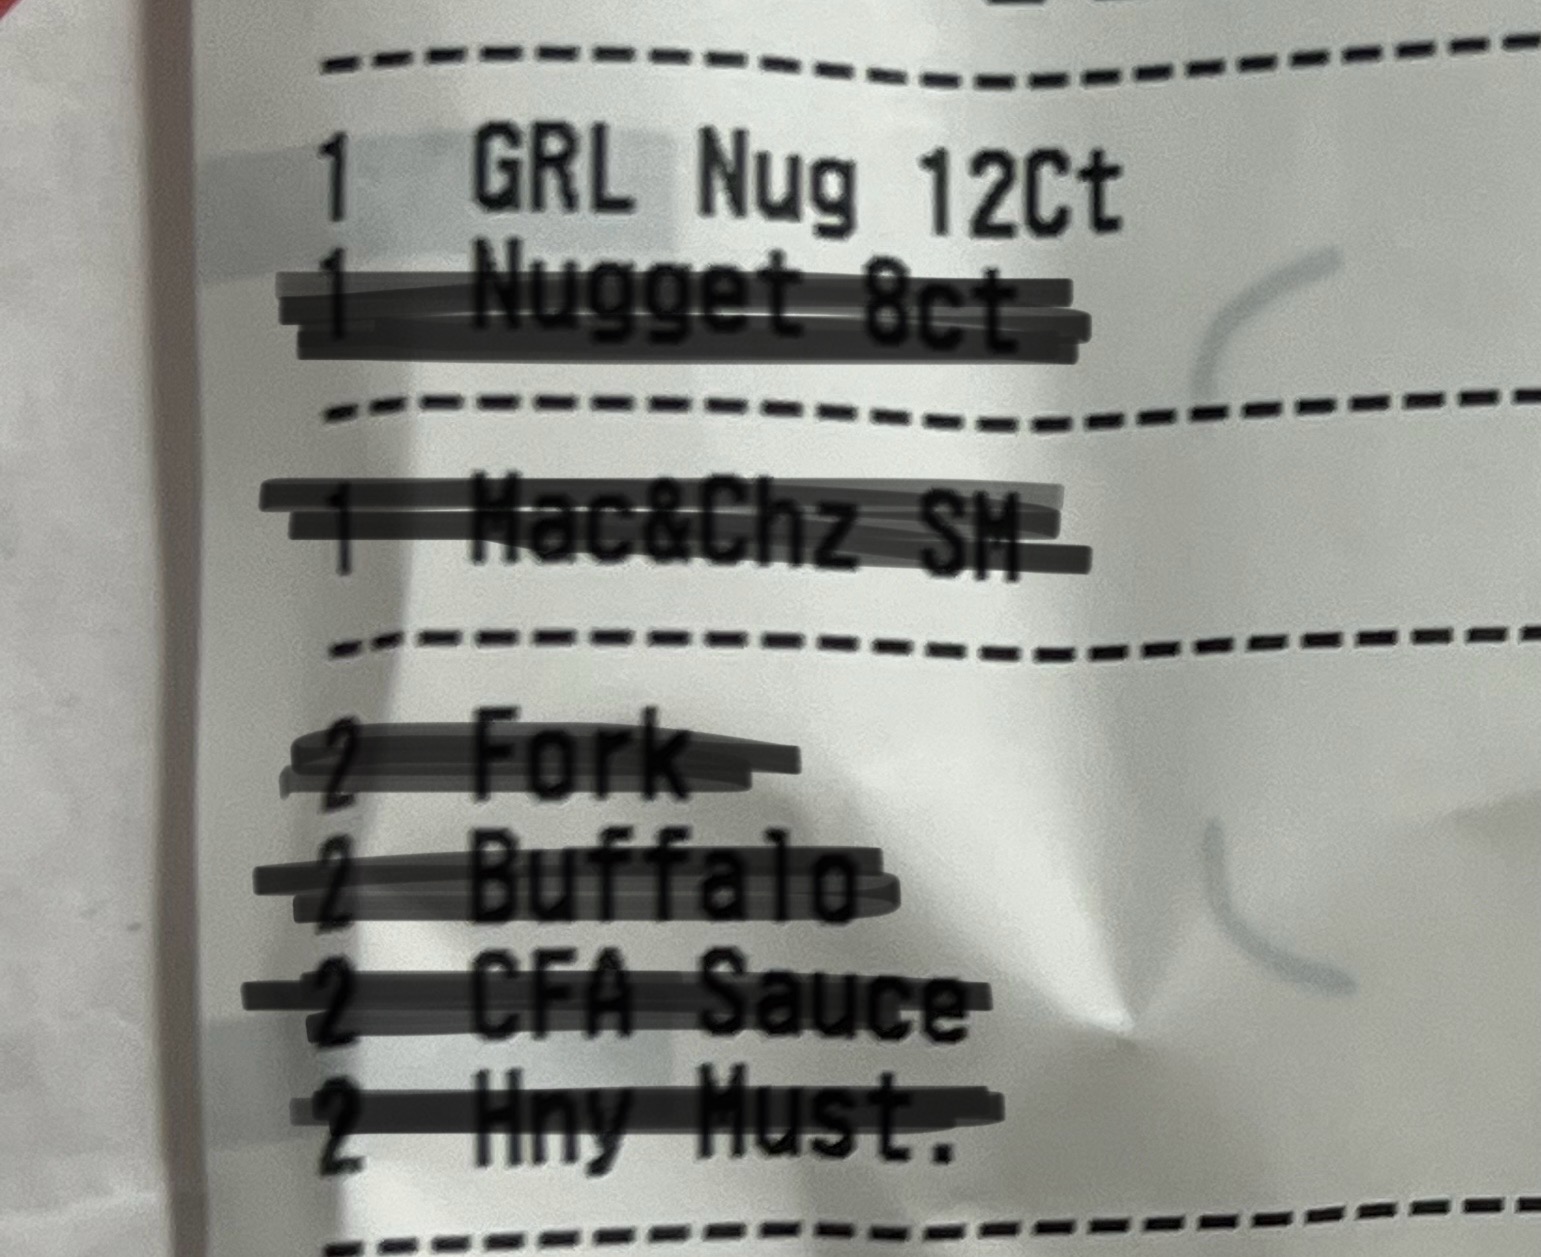 1 GRL Nug 12Ct
1 Nugget 8ct
1 Mac&Chz SM
2 Fork
2 Buffalo
2 CFA Sauce
2 Hny Must.